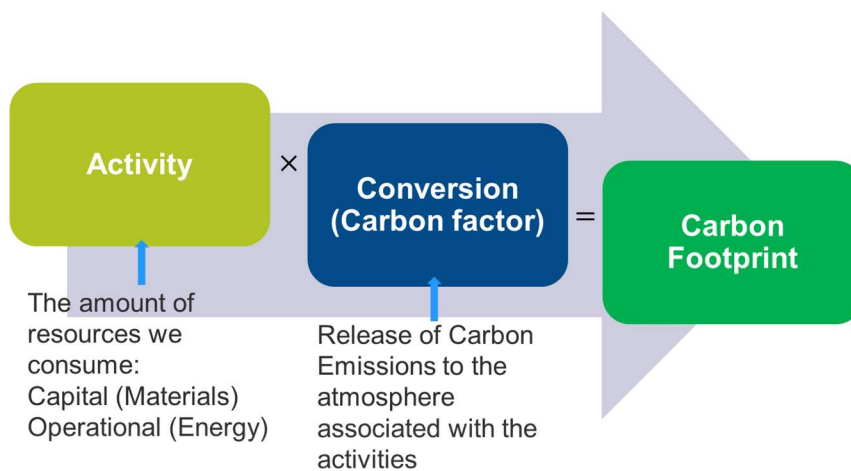 Activity
×
Conversion
(Carbon factor)
=
Carbon
Footprint
The amount of
resources we
consume:
Capital (Materials)
Operational (Energy)
Release of Carbon
Emissions to the
atmosphere
associated with the
activities